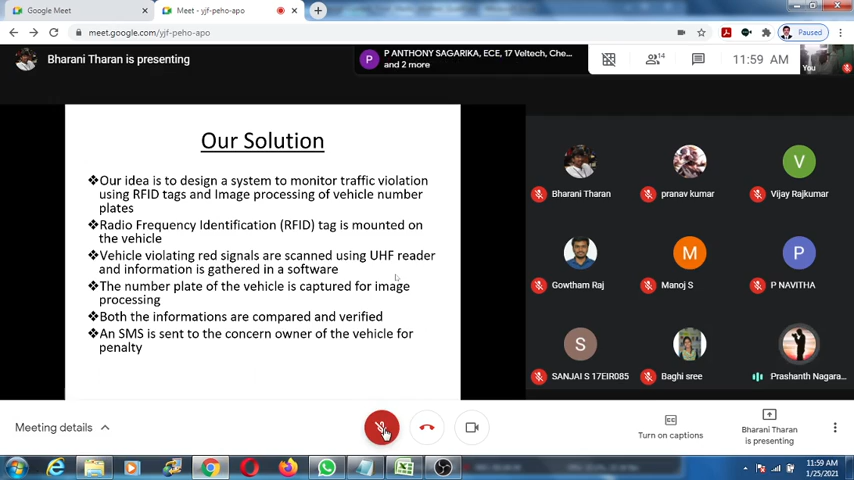 Google Meet
Meet - yjf-peho-apo
meet.google.com/yjf-peho-apo
Paused
Bharani Tharan is presenting
P
P ANTHONY SAGARIKA, ECE, 17 Veltech, Che...
and 2 more
14
11:59 AM
You
Our Solution
❖Our idea is to design a system to monitor traffic violation
using RFID tags and Image processing of vehicle number
plates
❖Radio Frequency Identification (RFID) tag is mounted on
the vehicle
❖Vehicle violating red signals are scanned using UHF reader
and information is gathered in a software
❖The number plate of the vehicle is captured for image
processing
❖Both the informations are compared and verified
❖An SMS is sent to the concern owner of the vehicle for
penalty
V
Bharani Tharan
pranav kumar
Vijay Rajkumar
M
P
Gowtham Raj
Manoj S
P NAVITHA
S
SANJAI S 17EIR085
Baghi sree
Prashanth Nagara...
Meeting details
Turn on captions
Bharani Tharan
is presenting
11:59 AM
1/25/2021